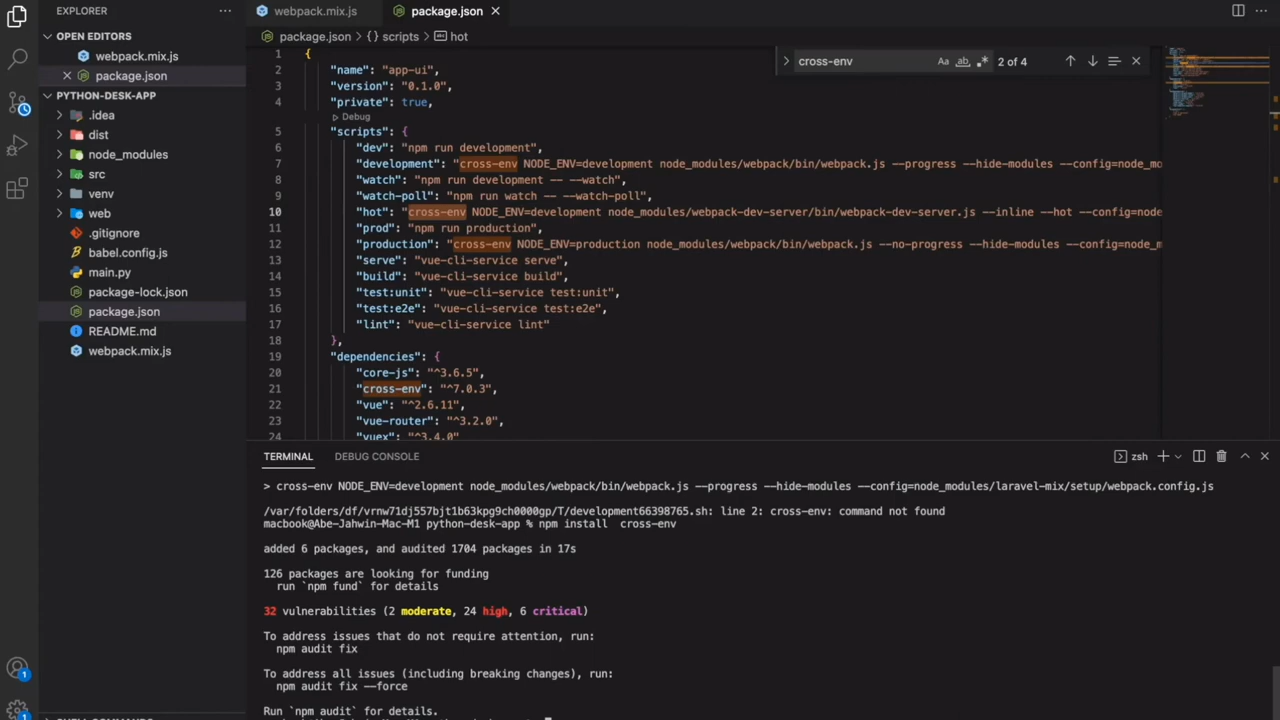 EXPLORER
OPEN EDITORS
webpack.mix.js
package.json
PYTHON-DESK-APP
.idea
dist
node_modules
src
venv
web
.gitignore
babel.config.js
main.py
package-lock.json
package.json
README.md
webpack.mix.js
1
1
webpack.mix.js
package.json
package.json > {} scripts > hot
cross-env
Aa ab .*
2 of 4
1 {
2 "name": "app-ui",
3 "version": "0.1.0",
4 "private": true,
Debug
5 "scripts": {
6 "dev": "npm run development",
7 "development": "cross-env NODE_ENV=development node_modules/webpack/bin/webpack.js --progress --hide-modules --config=node_mo
8 "watch": "npm run development -- --watch",
9 "watch-poll": "npm run watch -- --watch-poll",
10 "hot": "cross-env NODE_ENV=development node_modules/webpack-dev-server/bin/webpack-dev-server.js --inline --hot --config=node
11 "prod": "npm run production",
12 "production": "cross-env NODE_ENV=production node_modules/webpack/bin/webpack.js --no-progress --hide-modules --config=node_m
13 "serve": "vue-cli-service serve",
14 "build": "vue-cli-service build",
15 "test:unit": "vue-cli-service test:unit",
16 "test:e2e": "vue-cli-service test:e2e",
17 "lint": "vue-cli-service lint"
18 },
19 "dependencies": {
20 "core-js": "^3.6.5",
21 "cross-env": "^7.0.3",
22 "vue": "^2.6.11",
23 "vue-router": "^3.2.0",
24 "vuex": "^3.4.0"
TERMINAL DEBUG CONSOLE
zsh
> cross-env NODE_ENV=development node_modules/webpack/bin/webpack.js --progress --hide-modules --config=node_modules/laravel-mix/setup/webpack.config.js
/var/folders/df/vrnw71dj557bjt1b63kpg9ch0000gp/T/development66398765.sh: line 2: cross-env: command not found
macbook@Abe-Jahwin-Mac-M1 python-desk-app % npm install  cross-env
added 6 packages, and audited 1704 packages in 17s
126 packages are looking for funding
run `npm fund` for details
32 vulnerabilities (2 moderate, 24 high, 6 critical)
To address issues that do not require attention, run:
npm audit fix
To address all issues (including breaking changes), run:
npm audit fix --force
Run `npm audit` for details.